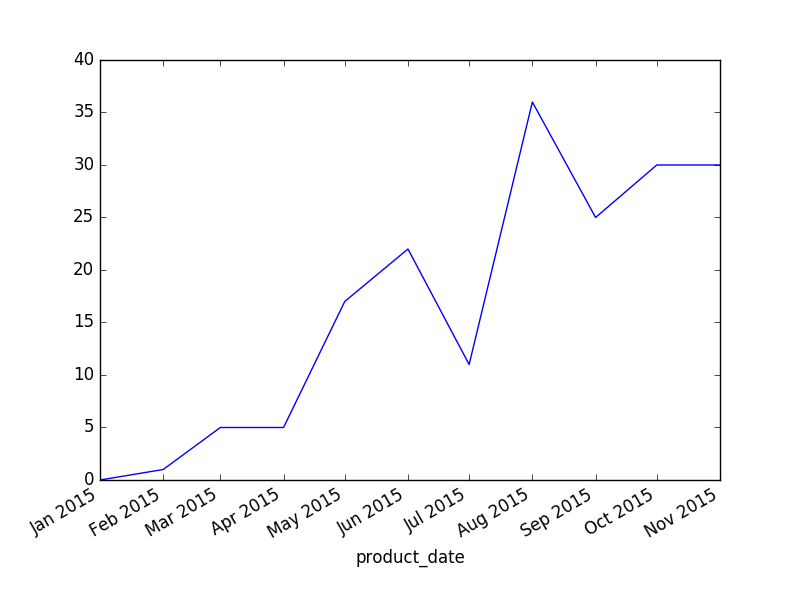 40
35
30
25
20
15
10
5
0
Jan 2015
Feb 2015
Mar 2015
Apr 2015
May 2015
Jun 2015
Jul 2015
Aug 2015
Sep 2015
Oct 2015
Nov 2015
product_date